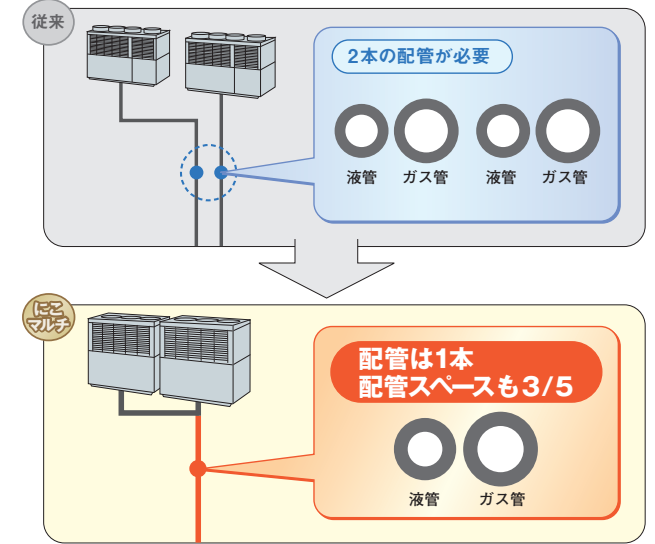 従来
2本の配管が必要
液管 ガス管 液管 ガス管
にこ
マルチ
配管は1本
配管スペースも3/5
液管 ガス管